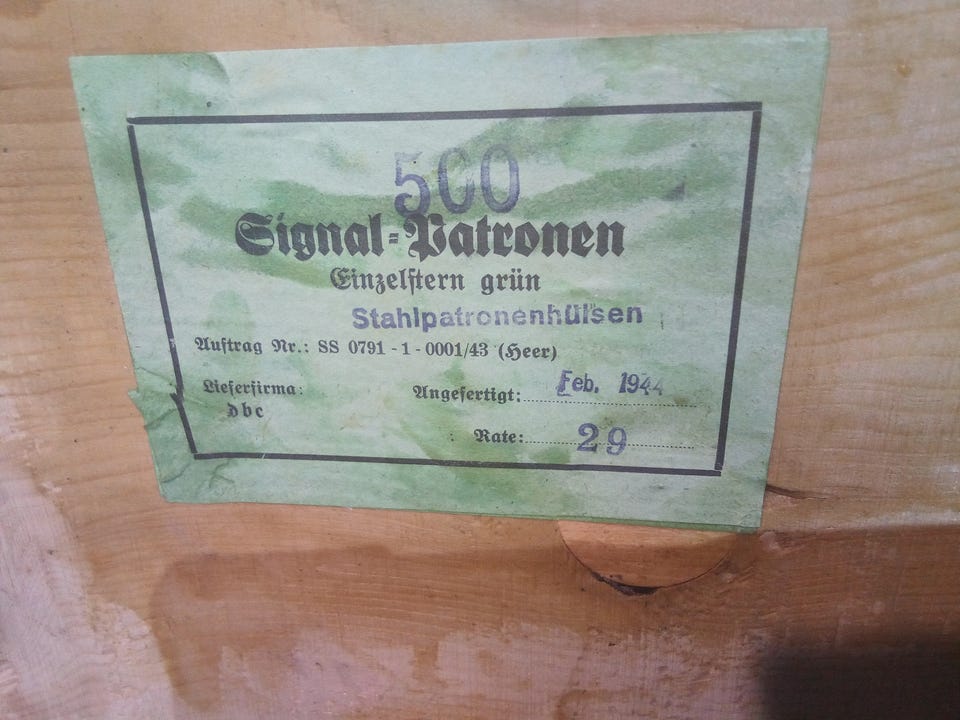 500
Signal-Patronen
Einzelstern grün
Stahlpatronenhülsen
Auftrag Nr.: SS 0791-1-0001/43 (Heer)
Lieferfirma: Angefertigt: Feb. 1944
dbc
Rate: 29